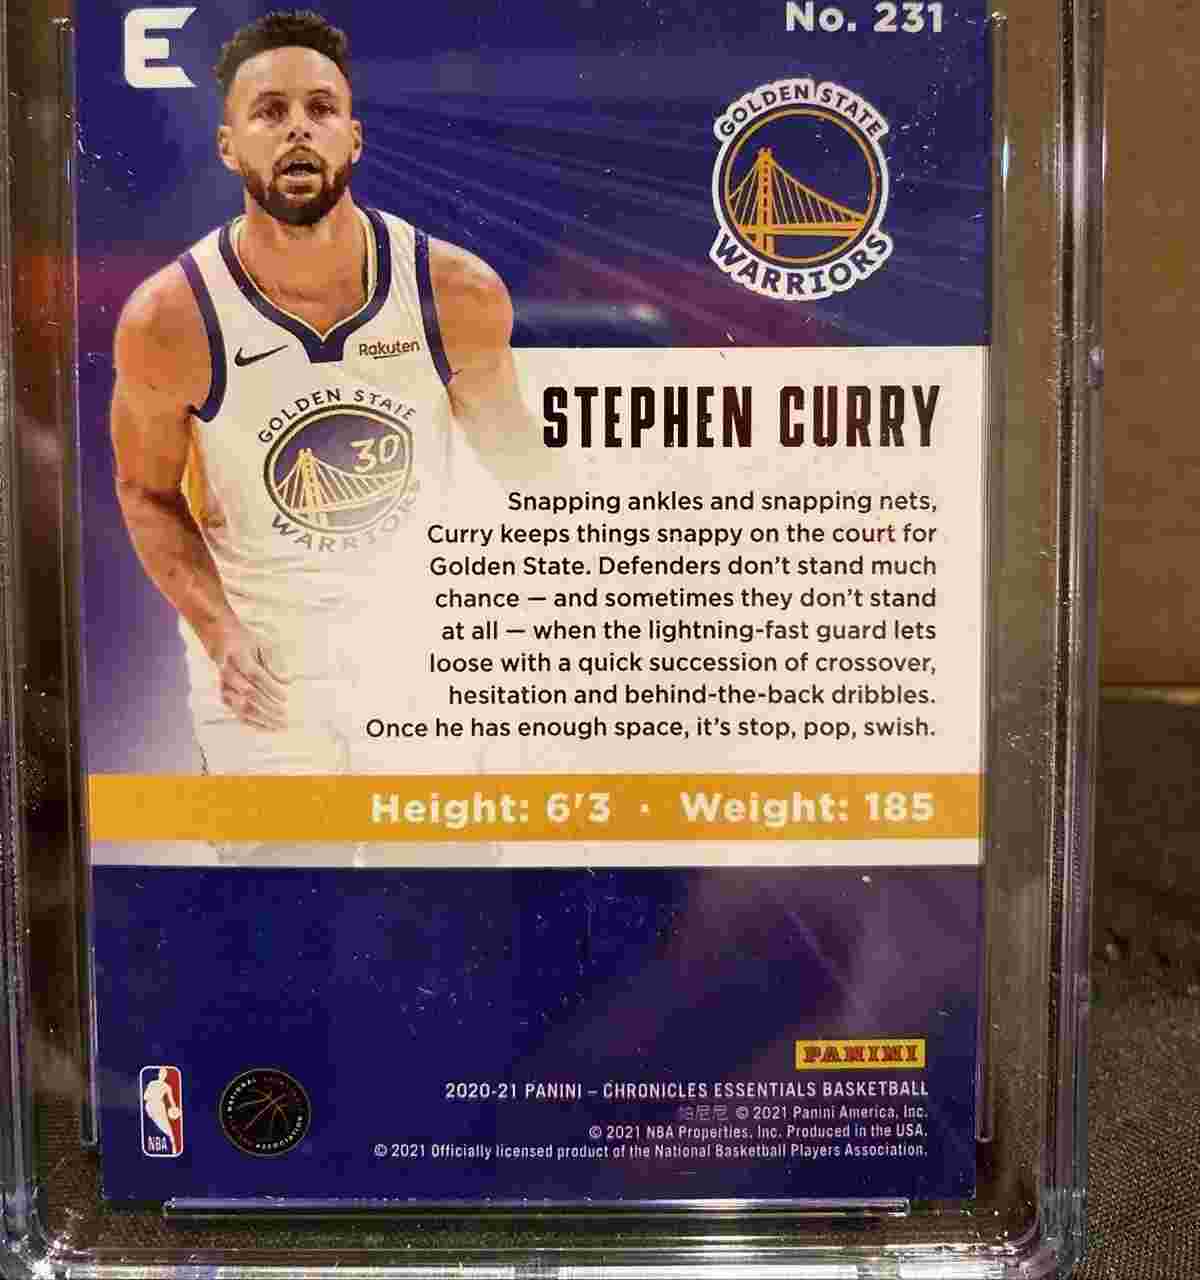 E
No. 231
GOLDEN STATE
WARRIORS
Rakuten
GOLDEN STATE
30
WARRIORS
STEPHEN CURRY
Snapping ankles and snapping nets,
Curry keeps things snappy on the court for
Golden State. Defenders don't stand much
chance — and sometimes they don't stand
at all — when the lightning-fast guard lets
loose with a quick succession of crossover,
hesitation and behind-the-back dribbles.
Once he has enough space, it's stop, pop, swish.
Height: 6'3 · Weight: 185
PANINI
2020-21 PANINI – CHRONICLES ESSENTIALS BASKETBALL
帕尼尼 © 2021 Panini America, Inc.
© 2021 NBA Properties, Inc. Produced in the USA.
© 2021 Officially licensed product of the National Basketball Players Association.
NBA
NATIONAL
ASSOCIATION